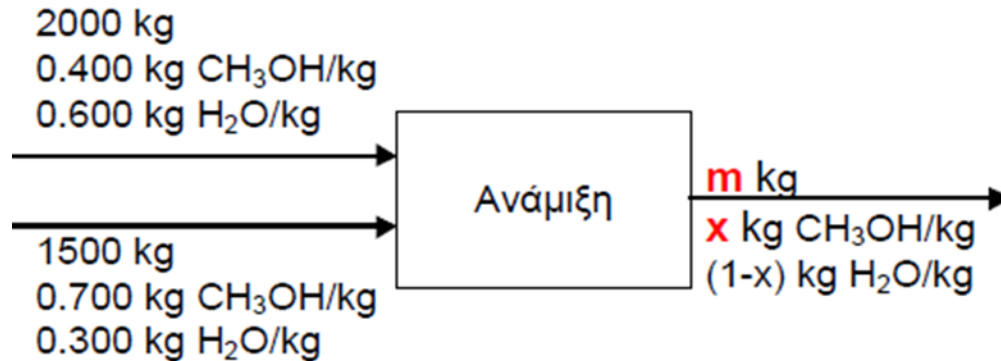 2000 kg
0.400 kg CH₃OH/kg
0.600 kg H₂O/kg
Ανάμιξη
m kg
x kg CH₃OH/kg
(1-x) kg H₂O/kg
1500 kg
0.700 kg CH₃OH/kg
0.300 kg H₂O/kg